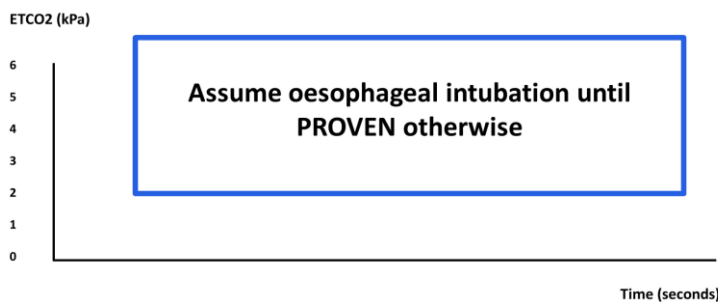 ETCO2 (kPa)
6
5
4
3
2
1
0
Assume oesophageal intubation until
PROVEN otherwise
Time (seconds)